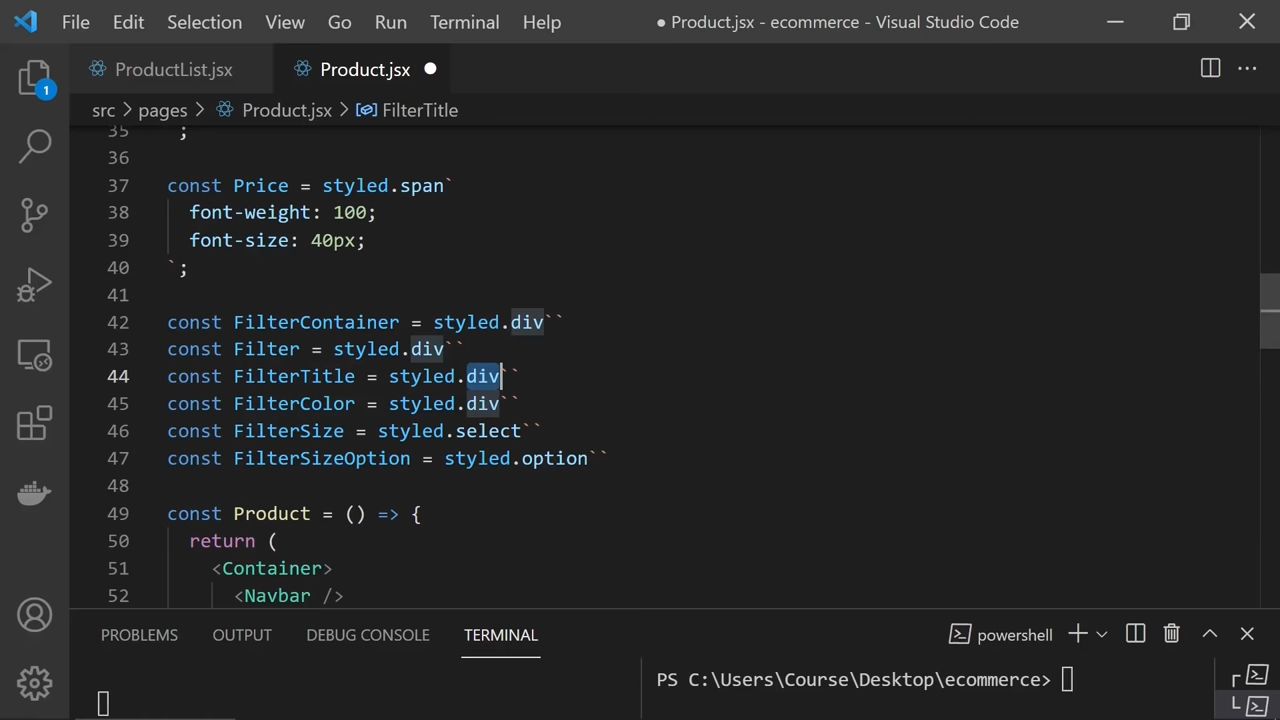 File Edit Selection View Go Run Terminal Help ● Product.jsx - ecommerce - Visual Studio Code
ProductList.jsx Product.jsx ●
1
src > pages > Product.jsx > FilterTitle
35 `;
36
37 const Price = styled.span`
38 font-weight: 100;
39 font-size: 40px;
40 `;
41
42 const FilterContainer = styled.div``
43 const Filter = styled.div``
44 const FilterTitle = styled.div``
45 const FilterColor = styled.div``
46 const FilterSize = styled.select``
47 const FilterSizeOption = styled.option``
48
49 const Product = () => {
50 return (
51 <Container>
52 <Navbar />
PROBLEMS OUTPUT DEBUG CONSOLE TERMINAL powershell
PS C:\Users\Course\Desktop\ecommerce>